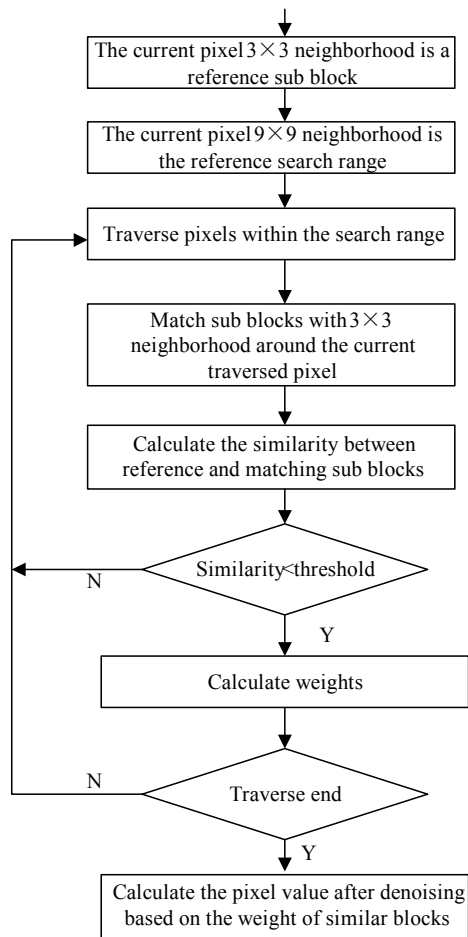 The current pixel 3×3 neighborhood is a
reference sub block
The current pixel 9×9 neighborhood is
the reference search range
Traverse pixels within the search range
Match sub blocks with 3×3
neighborhood around the current
traversed pixel
Calculate the similarity between
reference and matching sub blocks
Similarity<threshold
N
Y
Calculate weights
N
Traverse end
Y
Calculate the pixel value after denoising
based on the weight of similar blocks